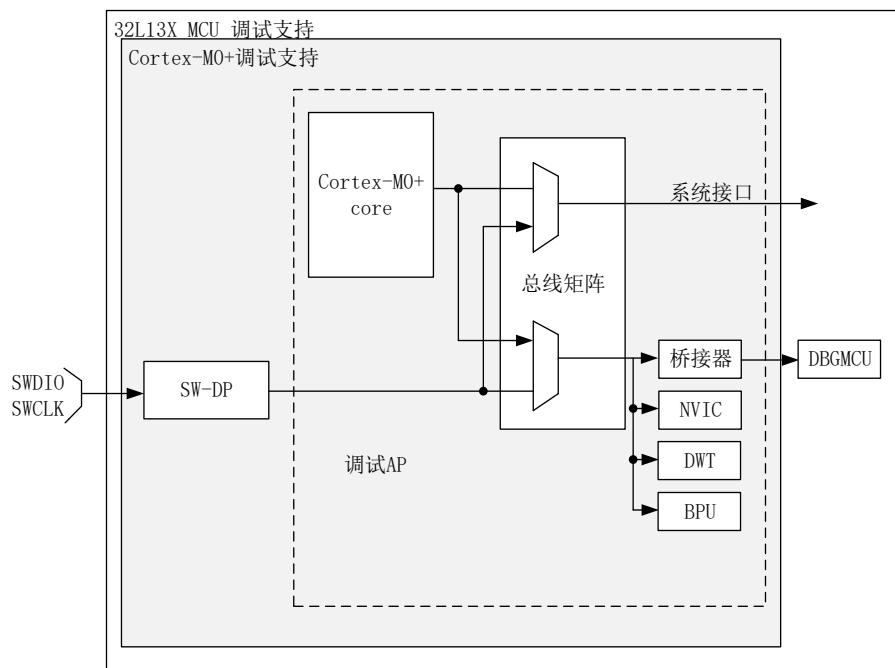 32L13X MCU 调试支持
Cortex-M0+调试支持
Cortex-M0+
core
系统接口
总线矩阵
桥接器
DBGMCU
SWDIO
SWCLK
SW-DP
NVIC
调试AP
DWT
BPU